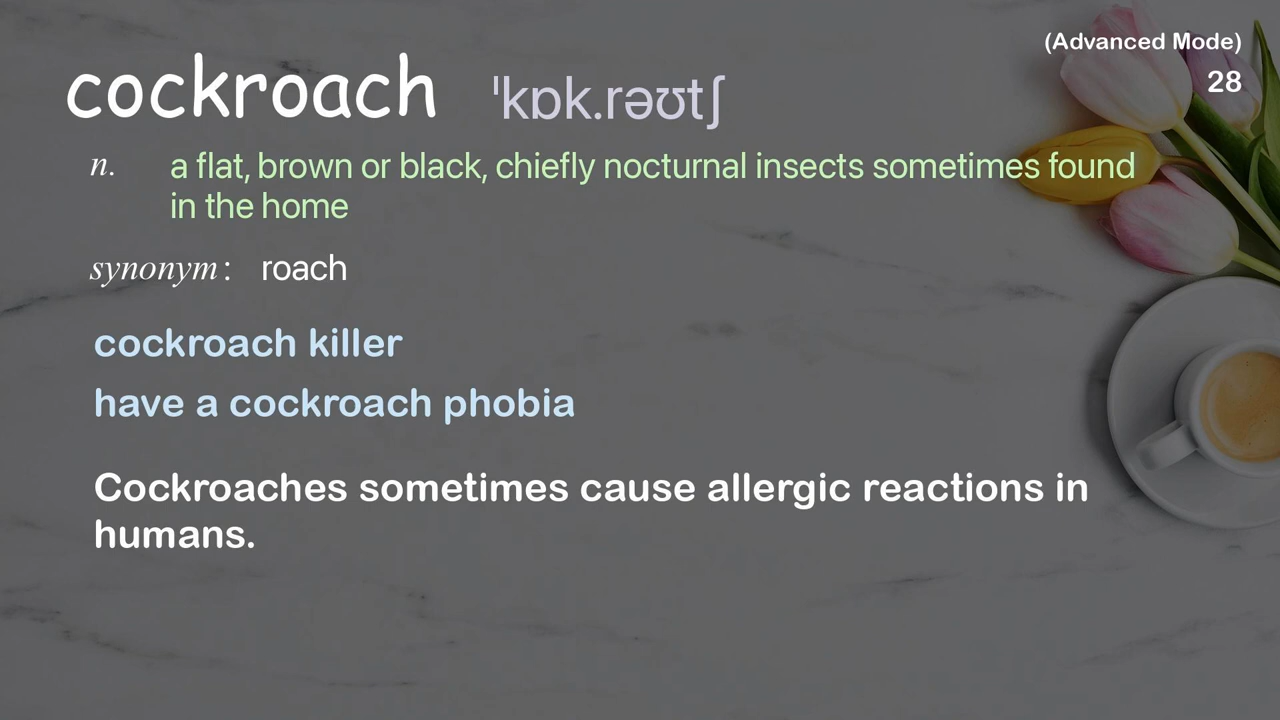 (Advanced Mode)
28
cockroach ˈkɒk.rəʊtʃ
n. a flat, brown or black, chiefly nocturnal insects sometimes found
in the home
synonym: roach
cockroach killer
have a cockroach phobia
Cockroaches sometimes cause allergic reactions in
humans.